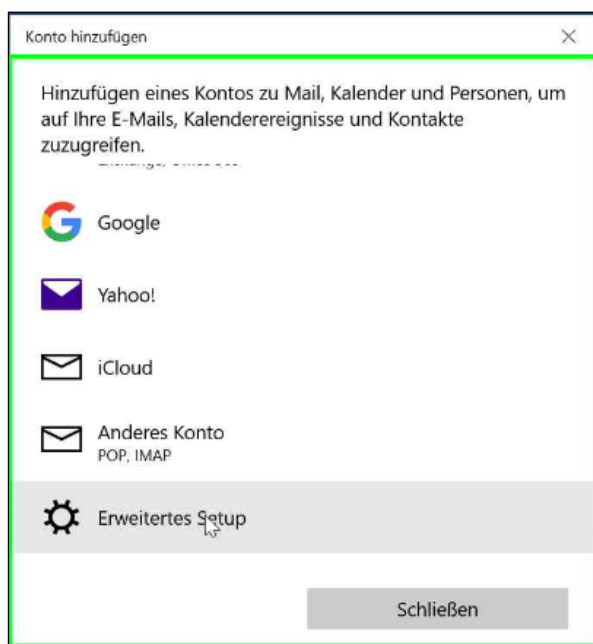 Konto hinzufügen
Hinzufügen eines Kontos zu Mail, Kalender und Personen, um
auf Ihre E-Mails, Kalenderereignisse und Kontakte
zuzugreifen.
Google
Yahoo!
iCloud
Anderes Konto
POP, IMAP
Erweitertes Setup
Schließen